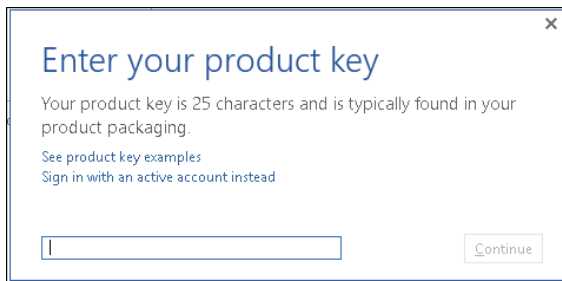 Enter your product key
Your product key is 25 characters and is typically found in your
product packaging.
See product key examples
Sign in with an active account instead
Continue